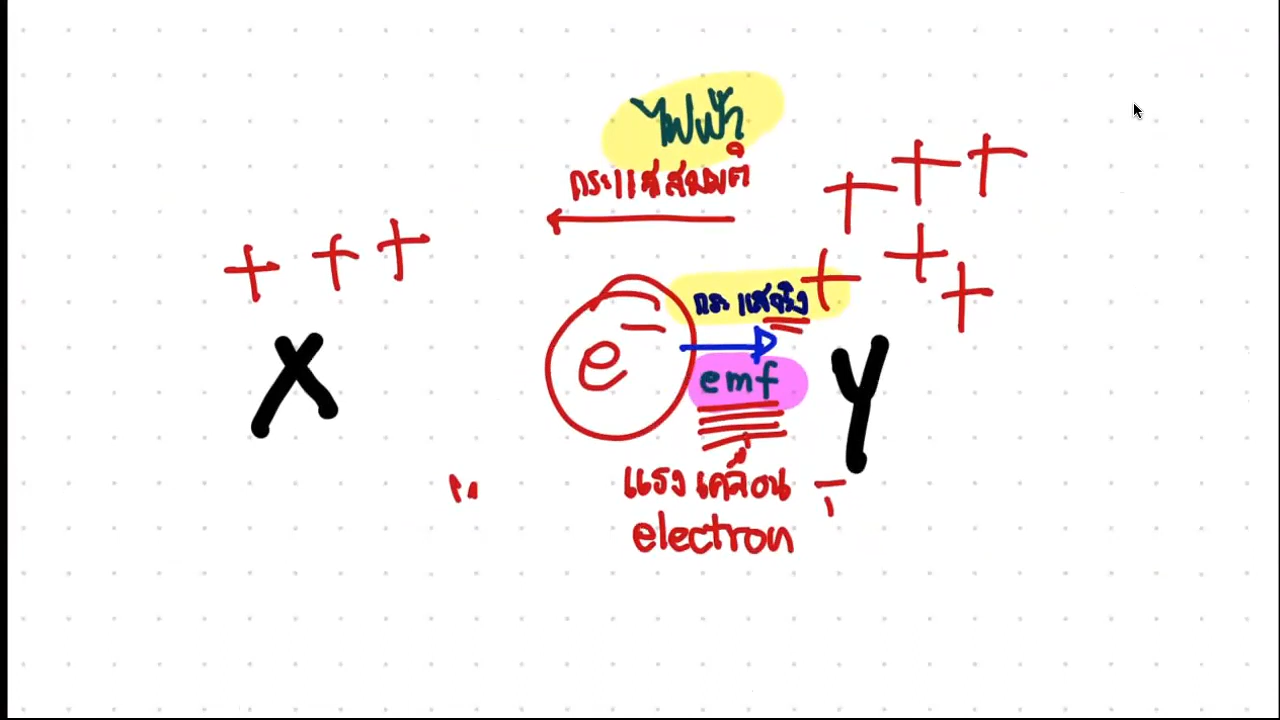 ไฟฟ้า
กระแสสมมติ
+ + +
+ + +
+ + +
e⁻
กระแสจริง
emf
X
Y
แรงเคลื่อน
electron